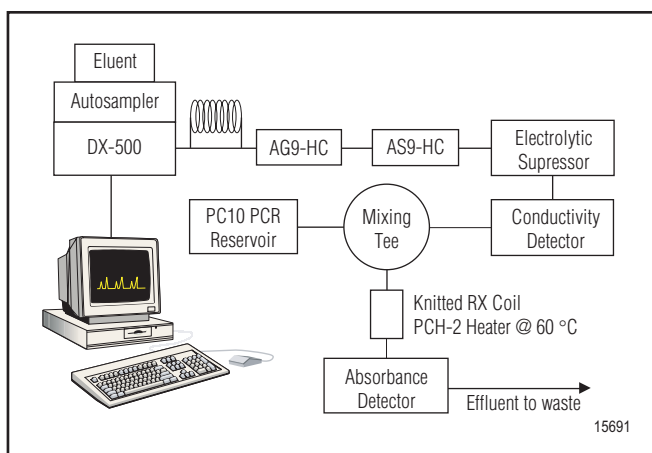 Eluent
Autosampler
DX-500
AG9-HC
AS9-HC
Electrolytic
Supressor
PC10 PCR
Reservoir
Mixing
Tee
Conductivity
Detector
Knitted RX Coil
PCH-2 Heater @ 60 °C
Absorbance
Detector
Effluent to waste
15691